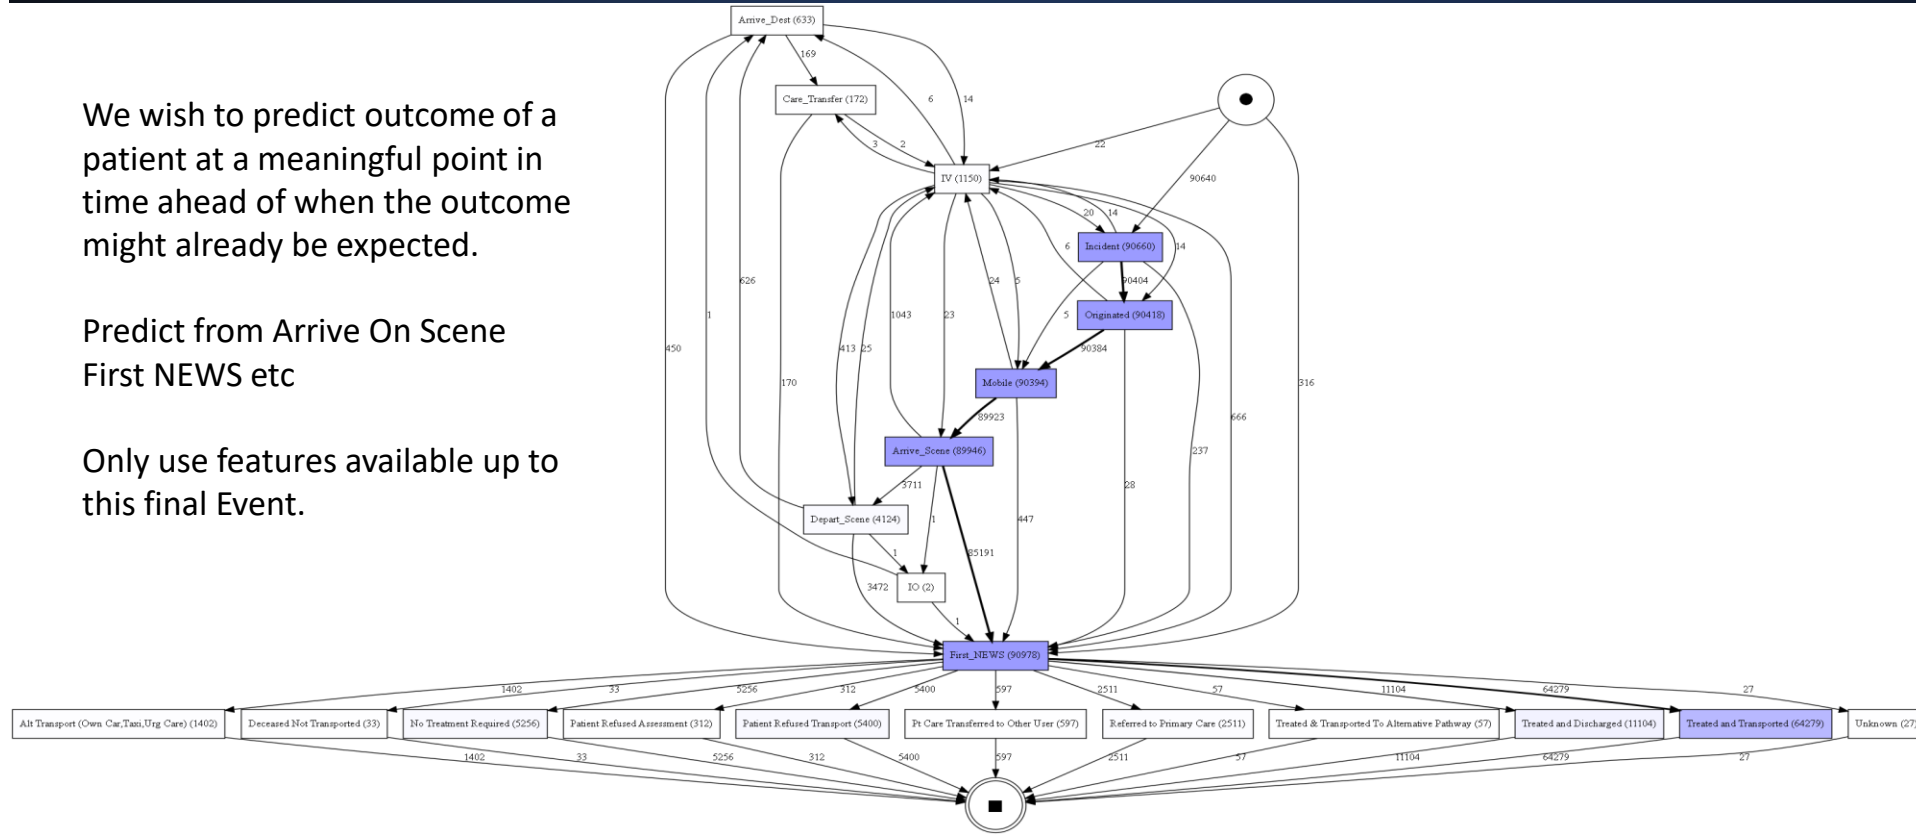 We wish to predict outcome of a
patient at a meaningful point in
time ahead of when the outcome
might already be expected.
Predict from Arrive On Scene
First NEWS etc
Only use features available up to
this final Event.
Arrive_Dest (633)
169
Care_Transfer (172)
6
14
3
2
22
IV (1150)
90640
20
14
Incident (90660)
6
14
626
24
5
90404
1
1043
23
5
Originated (90418)
450
413
25
90384
170
Mobile (90394)
316
89923
666
Arrive_Scene (89946)
237
3711
28
Depart_Scene (4124)
1
447
1
85191
3472
IO (2)
1
First_NEWS (90978)
1402
33
5256
312
5400
597
2511
57
11104
64279
27
Alt Transport (Own Car,Taxi,Urg Care) (1402)
Deceased Not Transported (33)
No Treatment Required (5256)
Patient Refused Assessment (312)
Patient Refused Transport (5400)
Pt Care Transferred to Other User (597)
Referred to Primary Care (2511)
Treated & Transported To Alternative Pathway (57)
Treated and Discharged (11104)
Treated and Transported (64279)
Unknown (27)
1402
33
5256
312
5400
597
2511
57
11104
64279
27